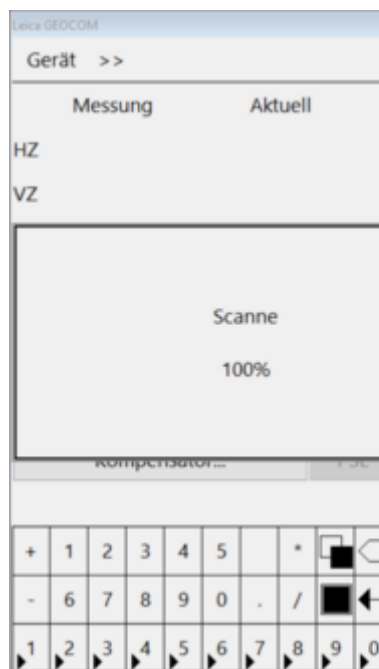 Leica GEOCOM
Gerät >>
Messung Aktuell
HZ
VZ
Scanne
100%
Kompensator...
+ 1 2 3 4 5 *
- 6 7 8 9 0 . /
1 2 3 4 5 6 7 8 9 0